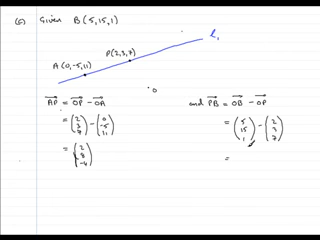 (c) Given B(5,15,1)
l₁
P(2,3,7)
A(0,-5,11)
·O
AP = OP - OA and PB = OB - OP
= (2 3 7) - (0 -5 11) = (5 15 1) - (2 3 7)
= (2 8 -4) =